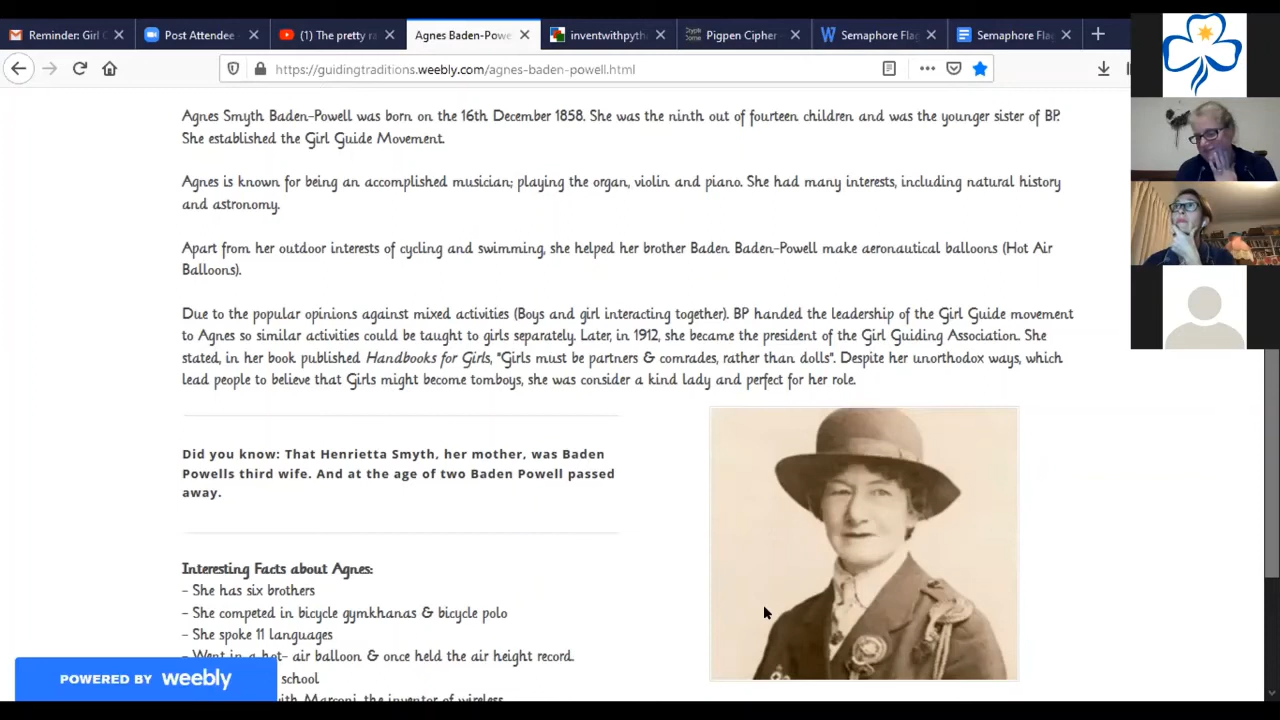 Reminder: Girl
Post Attendee -
(1) The pretty
Agnes Baden-Powe
inventwithpyth
Pigpen Cipher
Semaphore Flag
Semaphore Flag
https://guidingtraditions.weebly.com/agnes-baden-powell.html
Agnes Smyth Baden-Powell was born on the 16th December 1858. She was the ninth out of fourteen children and was the younger sister of BP.
She established the Girl Guide Movement.
Agnes is known for being an accomplished musician; playing the organ, violin and piano. She had many interests, including natural history
and astronomy.
Apart from her outdoor interests of cycling and swimming, she helped her brother Baden Baden-Powell make aeronautical balloons (Hot Air
Balloons).
Due to the popular opinions against mixed activities (Boys and girl interacting together). BP handed the leadership of the Girl Guide movement
to Agnes so similar activities could be taught to girls separately. Later, in 1912, she became the president of the Girl Guiding Association. She
stated, in her book published Handbooks for Girls, "Girls must be partners & comrades, rather than dolls". Despite her unorthodox ways, which
lead people to believe that Girls might become tomboys, she was consider a kind lady and perfect for her role.
Did you know: That Henrietta Smyth, her mother, was Baden
Powells third wife. And at the age of two Baden Powell passed
away.
Interesting Facts about Agnes:
- She has six brothers
- She competed in bicycle gymkhanas & bicycle polo
- She spoke 11 languages
- Went in a hot- air balloon & once held the air height record.
school
with Marconi, the inventor of wireless
POWERED BY weebly